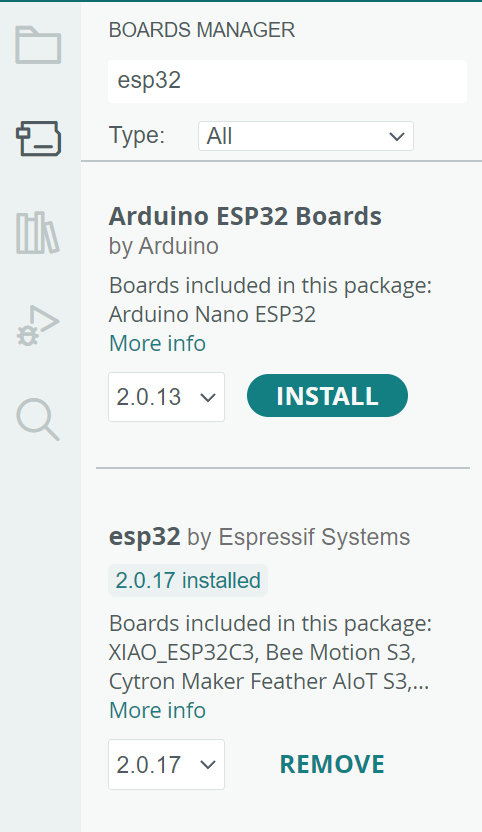 BOARDS MANAGER
esp32
Type: All
Arduino ESP32 Boards
by Arduino
Boards included in this package:
Arduino Nano ESP32
More info
2.0.13 INSTALL
esp32 by Espressif Systems
2.0.17 installed
Boards included in this package:
XIAO_ESP32C3, Bee Motion S3,
Cytron Maker Feather AIoT S3,...
More info
2.0.17 REMOVE